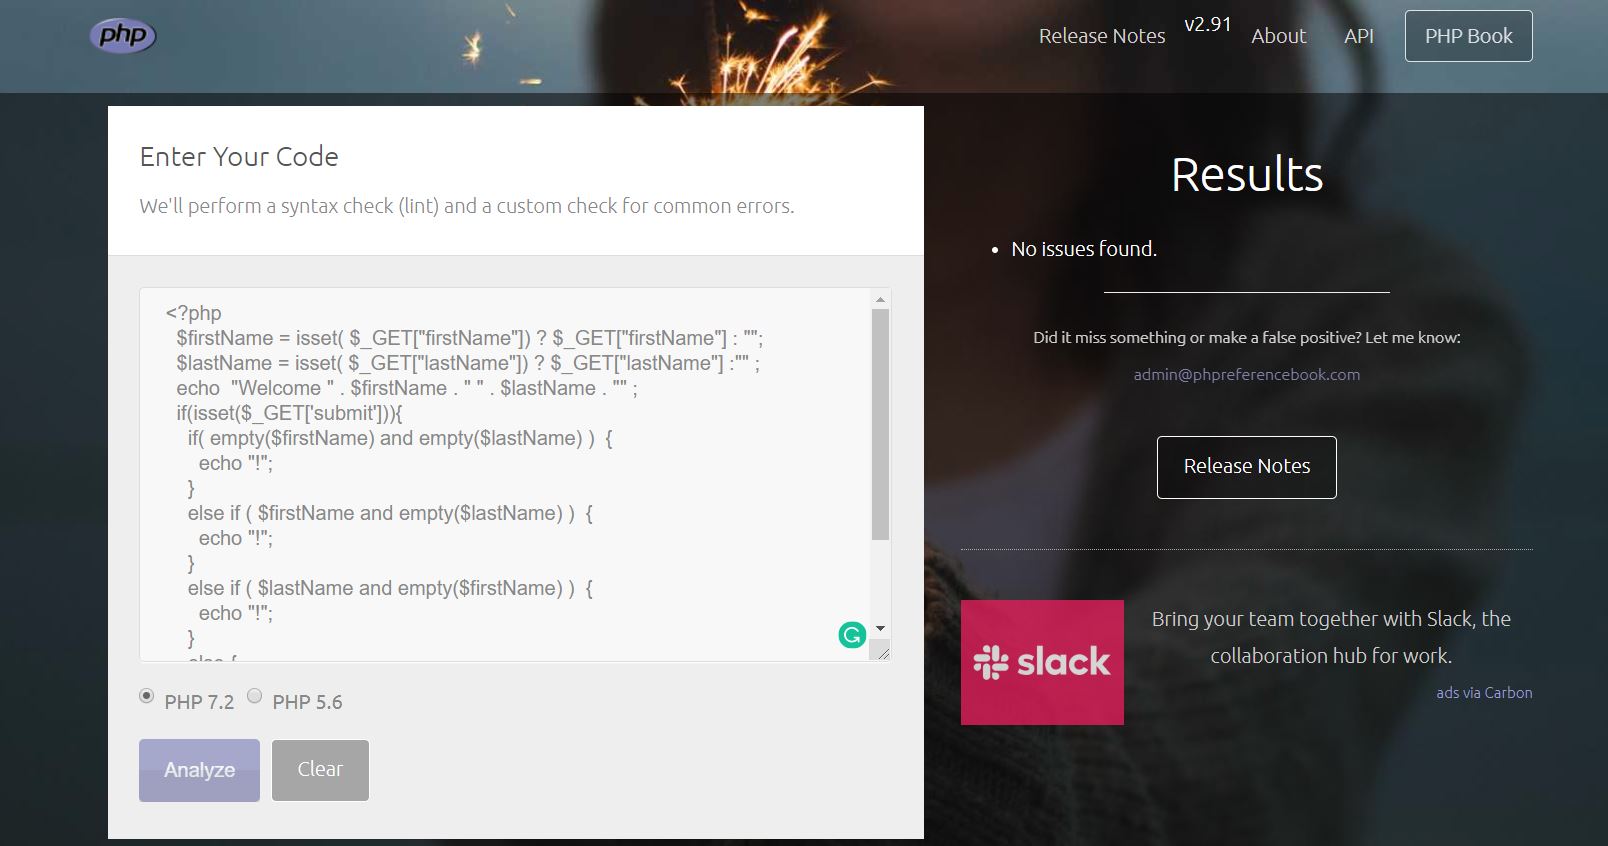 php
Release Notes
v2.91
About
API
PHP Book
Enter Your Code
We'll perform a syntax check (lint) and a custom check for common errors.
<?php
$firstName = isset( $_GET["firstName"]) ? $_GET["firstName"] : "";
$lastName = isset( $_GET["lastName"]) ? $_GET["lastName"] :"" ;
echo  "Welcome " . $firstName . " " . $lastName . "" ;
if(isset($_GET['submit'])){
if( empty($firstName) and empty($lastName) )  {
echo "!";
}
else if ( $firstName and empty($lastName) )  {
echo "!";
}
else if ( $lastName and empty($firstName) )  {
echo "!";
}
else {
PHP 7.2
PHP 5.6
Analyze
Clear
Results
• No issues found.
Did it miss something or make a false positive? Let me know:
admin@phpreferencebook.com
Release Notes
slack
Bring your team together with Slack, the
collaboration hub for work.
ads via Carbon